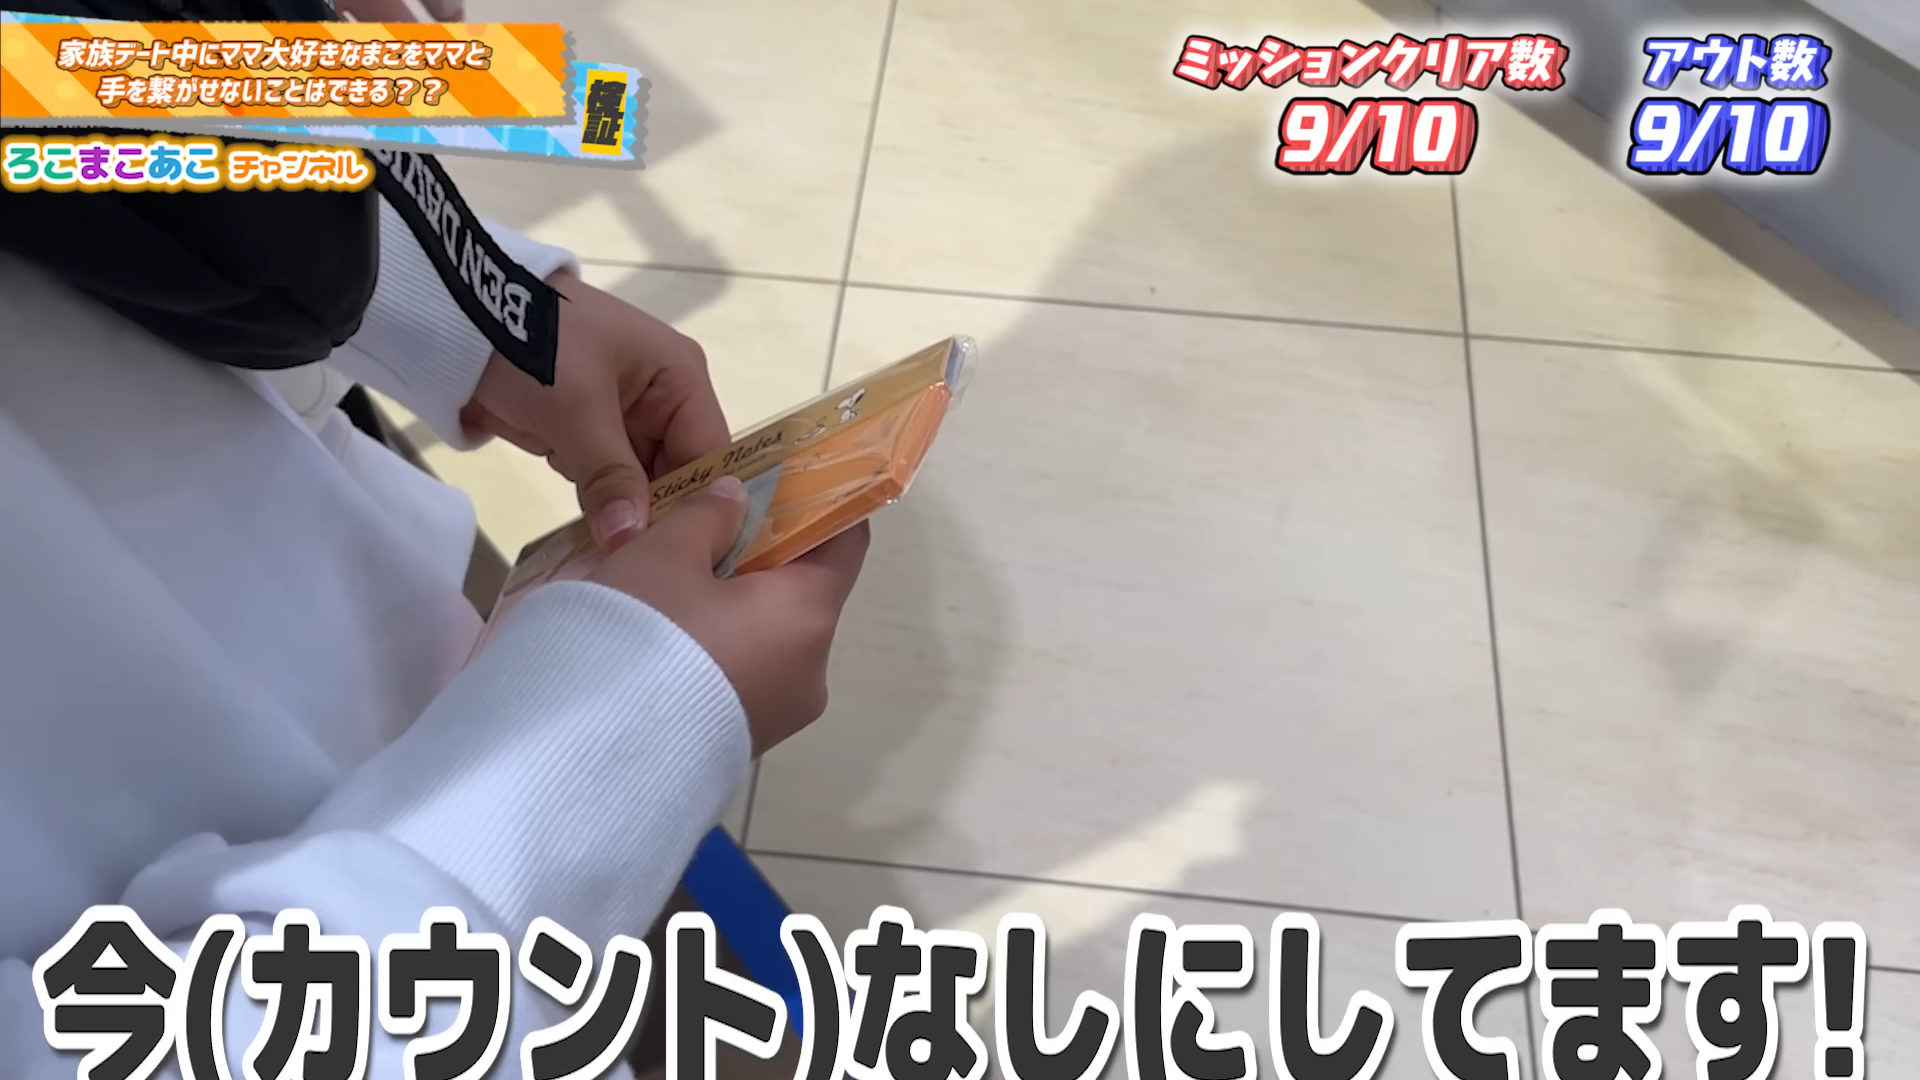 家族デート中にママ大好きなまこをママと
手を繋がせないことはできる？？
検証
ろこまこあこ チャンネル
ミッションクリア数
9/10
アウト数
9/10
BEN DAVIS
Sticky Notes
今(カウント)なしにしてます!